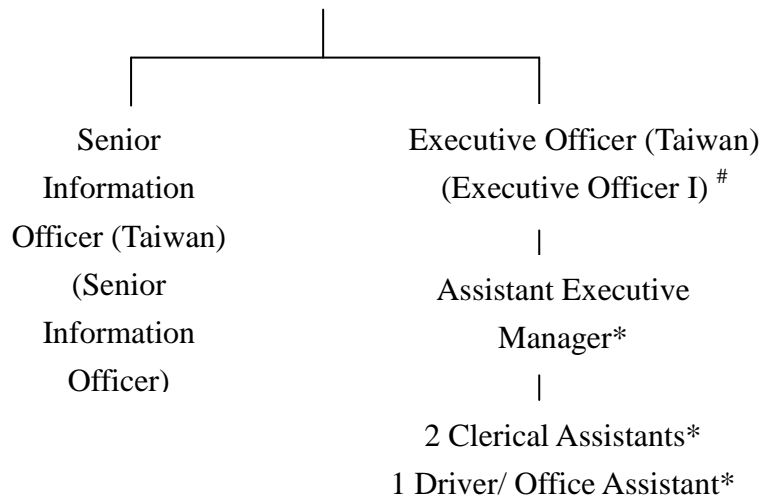 Senior
Information
Officer (Taiwan)
(Senior
Information
Officer)
Executive Officer (Taiwan)
(Executive Officer I) #
Assistant Executive
Manager*
2 Clerical Assistants*
1 Driver/ Office Assistant*